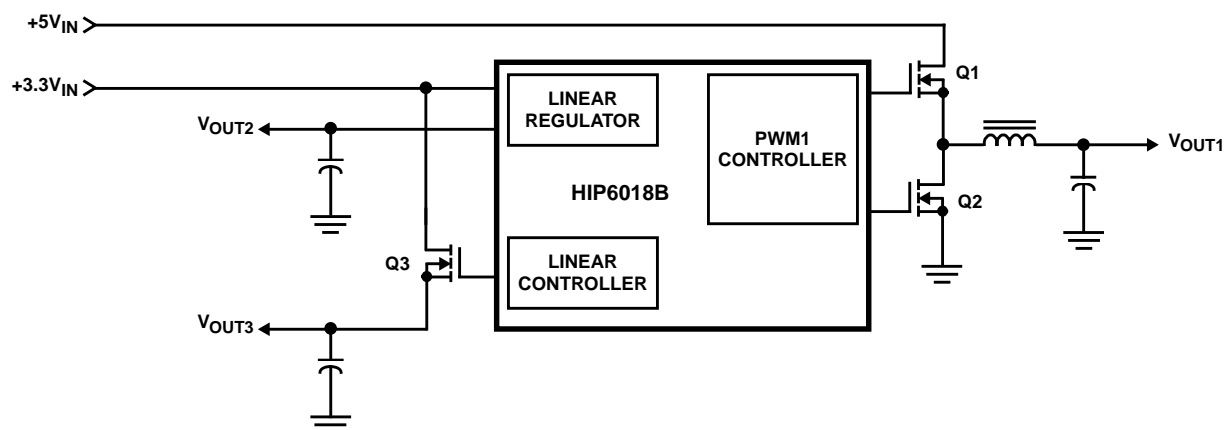 +5VIN
+3.3VIN
VOUT2
VOUT3
Q3
LINEAR
REGULATOR
HIP6018B
LINEAR
CONTROLLER
PWM1
CONTROLLER
Q1
Q2
VOUT1